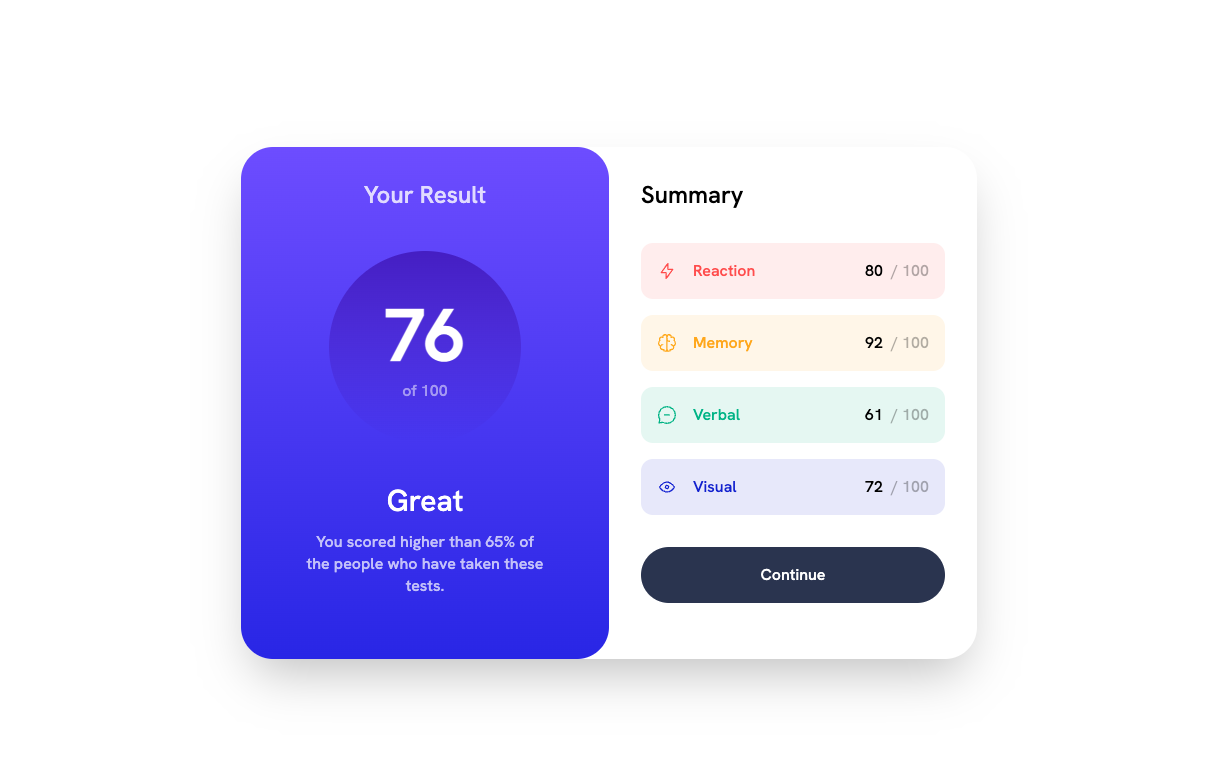 Your Result
76
of 100
Great
You scored higher than 65% of
the people who have taken these
tests.
Summary
Reaction 80 / 100
Memory 92 / 100
Verbal 61 / 100
Visual 72 / 100
Continue